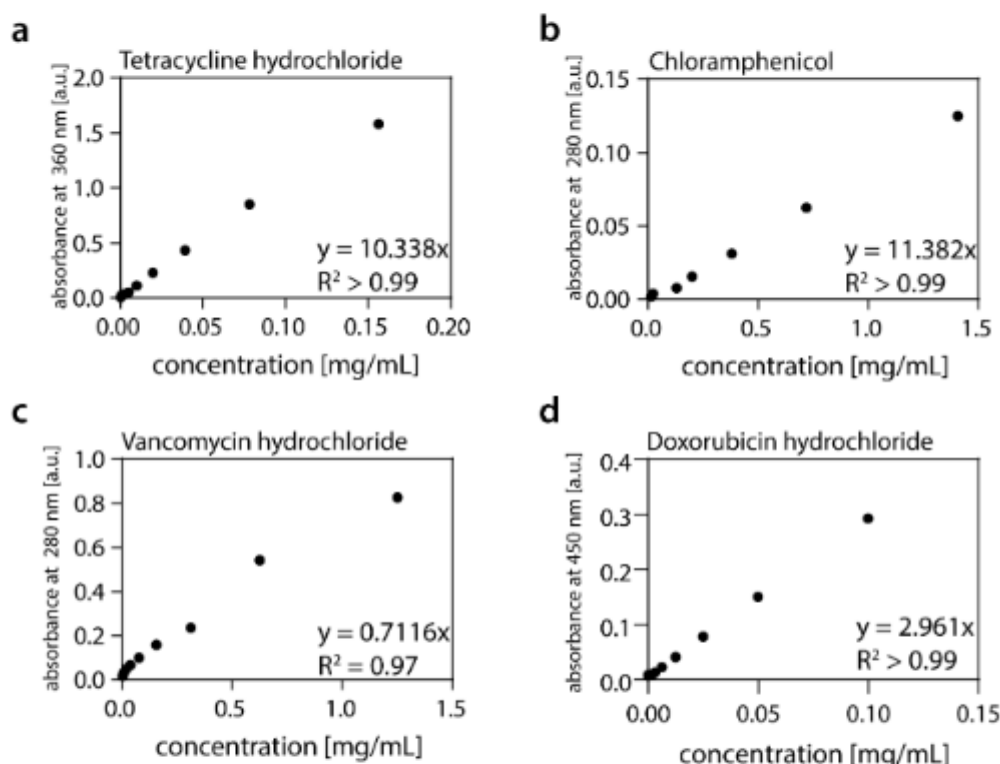 a
Tetracycline hydrochloride
absorbance at 360 nm [a.u.]
2.0
1.5
1.0
0.5
0.0
y = 10.338x
R² > 0.99
0.00 0.05 0.10 0.15 0.20
concentration [mg/mL]
b
Chloramphenicol
absorbance at 280 nm [a.u.]
0.15
0.10
0.05
0.00
y = 11.382x
R² > 0.99
0.0 0.5 1.0 1.5
concentration [mg/mL]
c
Vancomycin hydrochloride
absorbance at 280 nm [a.u.]
1.0
0.8
0.6
0.4
0.2
0.0
y = 0.7116x
R² = 0.97
0.0 0.5 1.0 1.5
concentration [mg/mL]
d
Doxorubicin hydrochloride
absorbance at 450 nm [a.u.]
0.4
0.3
0.2
0.1
0.0
y = 2.961x
R² > 0.99
0.00 0.05 0.10 0.15
concentration [mg/mL]